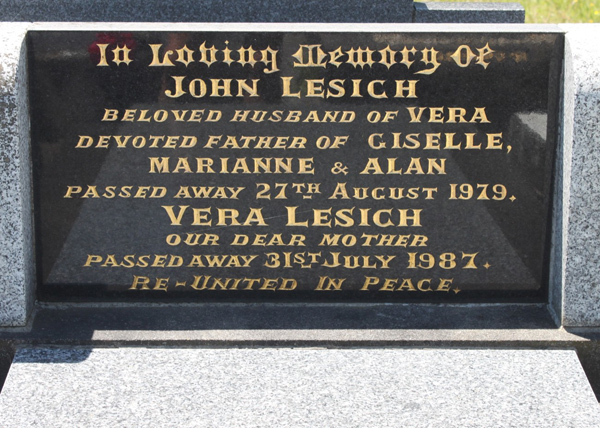 In Loving Memory Of
JOHN LESICH
BELOVED HUSBAND OF VERA
DEVOTED FATHER OF GISELLE,
MARIANNE & ALAN
PASSED AWAY 27TH AUGUST 1979.
VERA LESICH
OUR DEAR MOTHER
PASSED AWAY 31ST JULY 1987.
RE-UNITED IN PEACE.